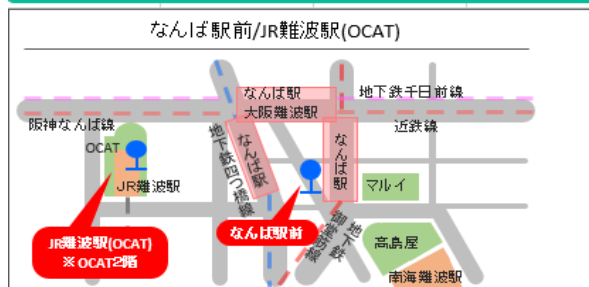 なんば駅前/JR難波駅(OCAT)
なんば駅
大阪難波駅
地下鉄千日前線
阪神なんば線
近鉄線
OCAT
JR難波駅
地下鉄四つ橋線
なんば駅
なんば駅
マルイ
なんば駅前
地下鉄
御堂筋線
高島屋
南海難波駅
JR難波駅(OCAT)
※OCAT2階